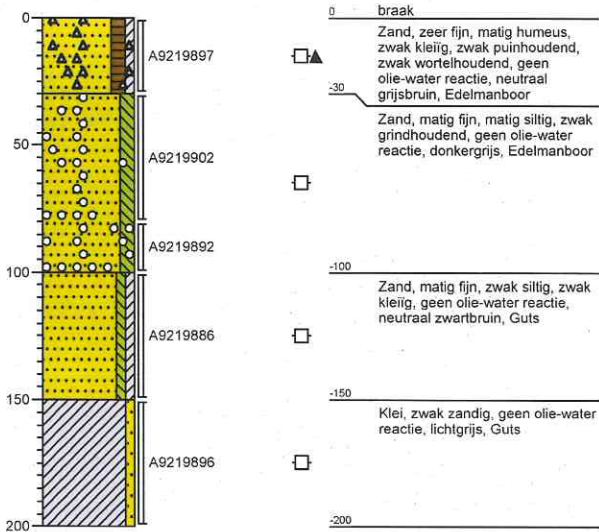 0
50
100
150
200
A9219897
A9219902
A9219892
A9219886
A9219896
0
braak
Zand, zeer fijn, matig humeus,
zwak kleiïg, zwak puinhoudend,
zwak wortelhoudend, geen
olie-water reactie, neutraal
grijsbruin, Edelmanboor
-30
Zand, matig fijn, matig siltig, zwak
grindhoudend, geen olie-water
reactie, donkergrijs, Edelmanboor
-100
Zand, matig fijn, zwak siltig, zwak
kleiïg, geen olie-water reactie,
neutraal zwartbruin, Guts
-150
Klei, zwak zandig, geen olie-water
reactie, lichtgrijs, Guts
-200